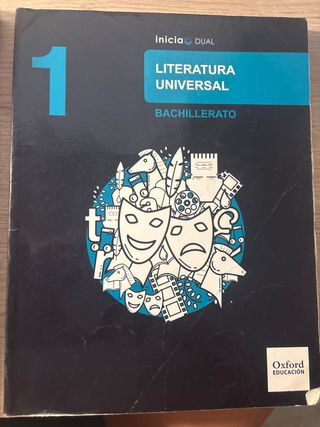 1
inicia DUAL
LITERATURA
UNIVERSAL
BACHILLERATO
Oxford
EDUCACIÓN